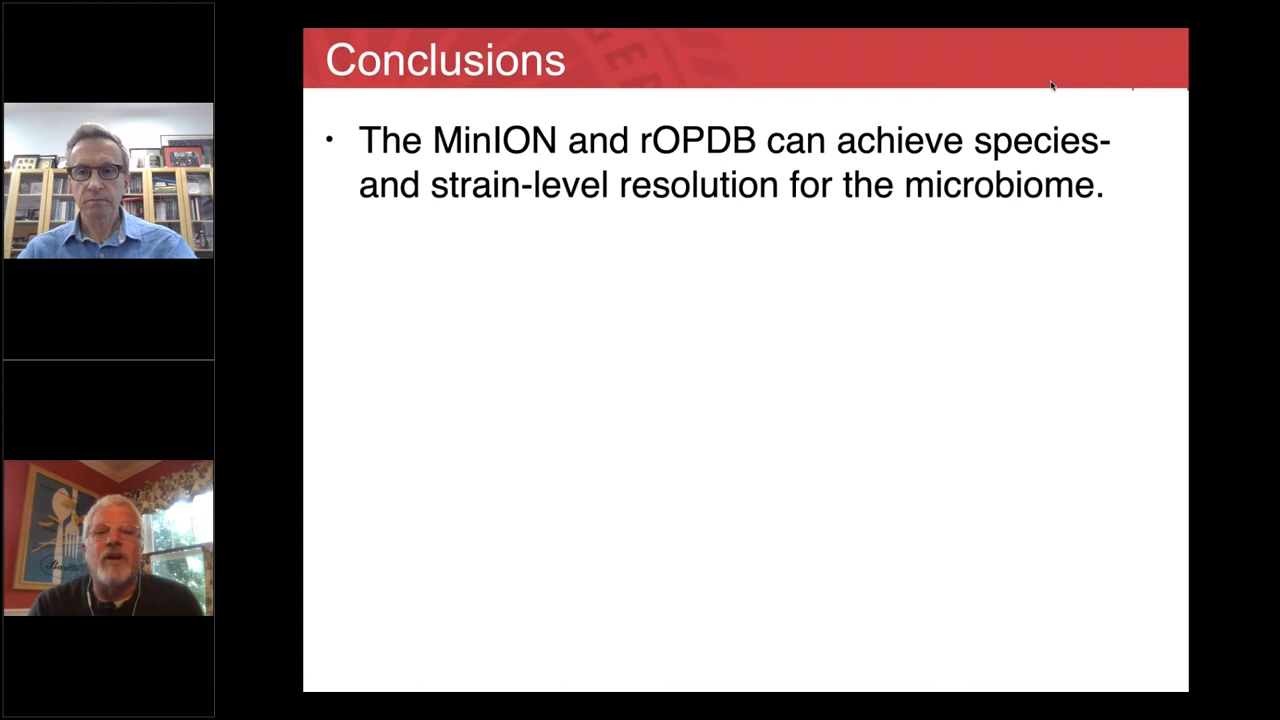 Conclusions
• The MinION and rOPDB can achieve species-
and strain-level resolution for the microbiome.